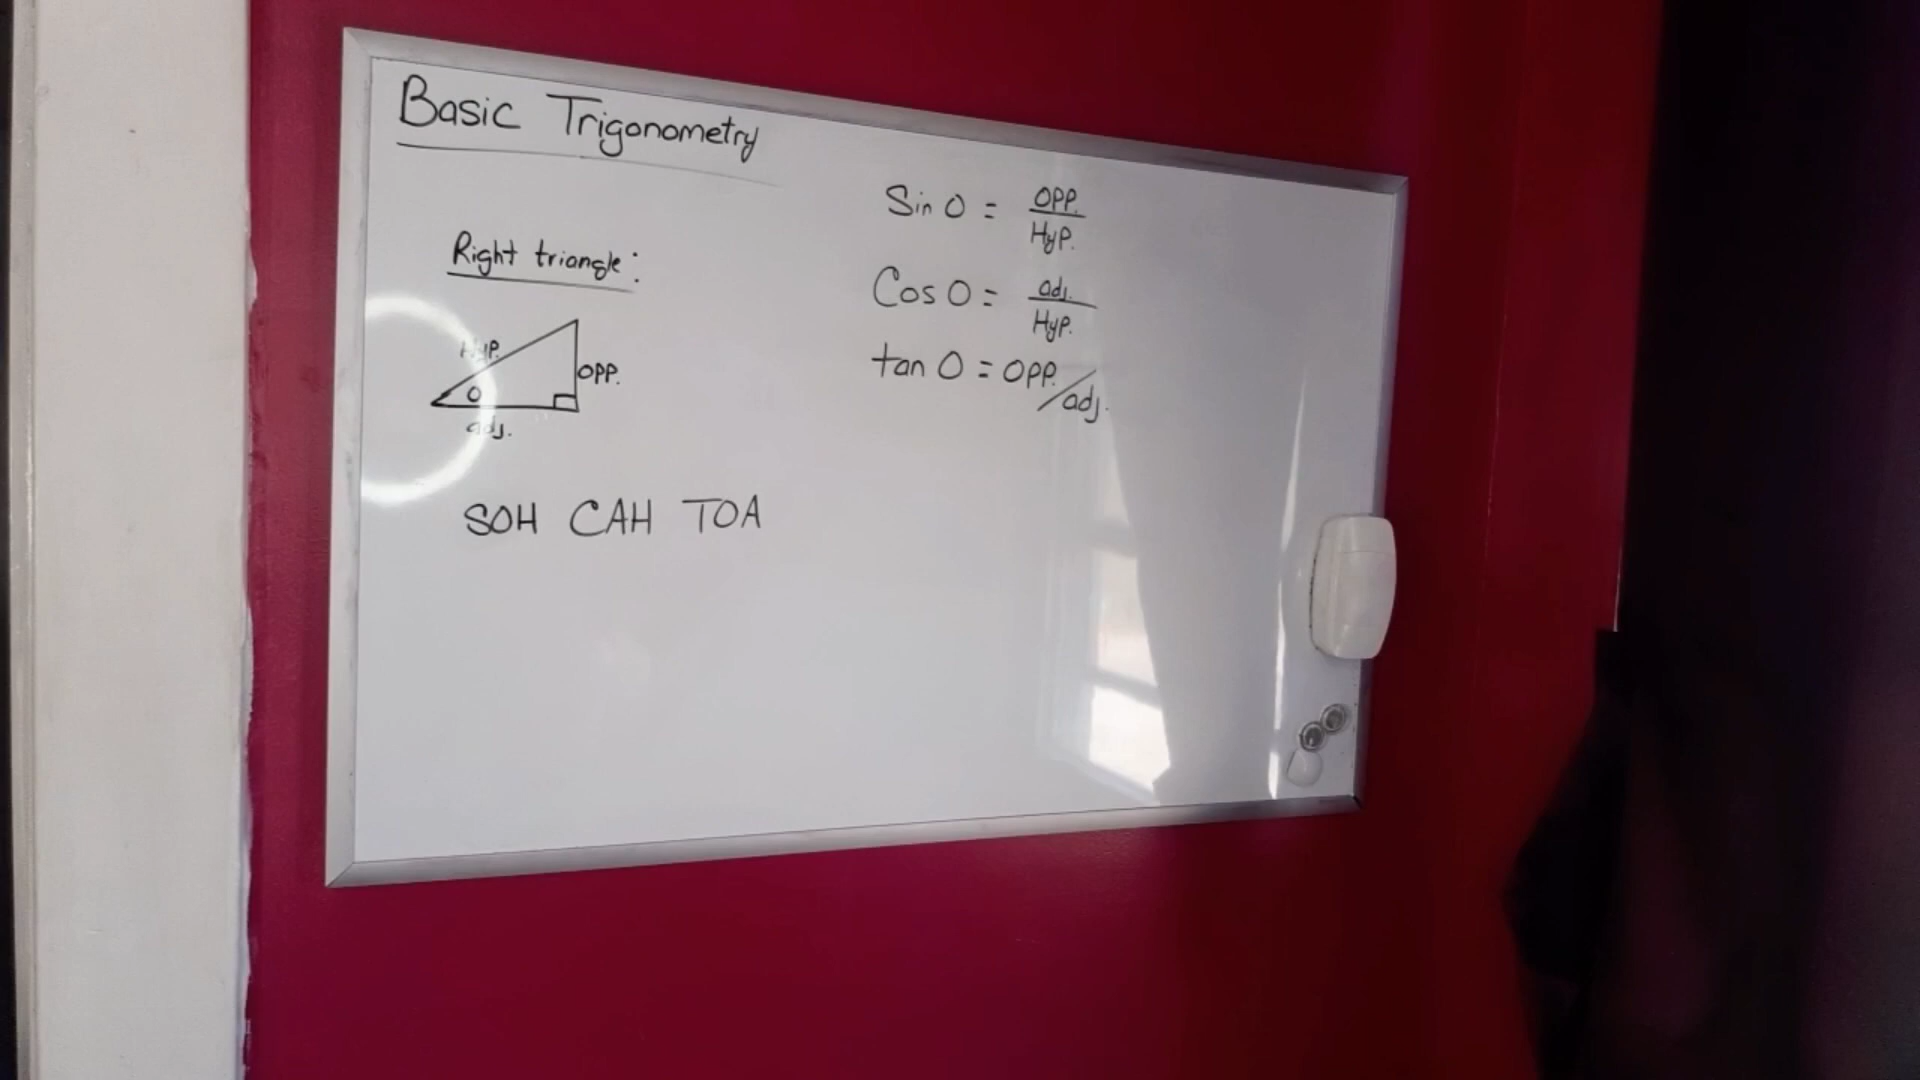 Basic Trigonometry
Right triangle:
Hyp.
OPP.
O
adj.
SOH CAH TOA
Sin O = OPP. / Hyp.
Cos O = adj. / Hyp.
tan O = OPP. / adj.